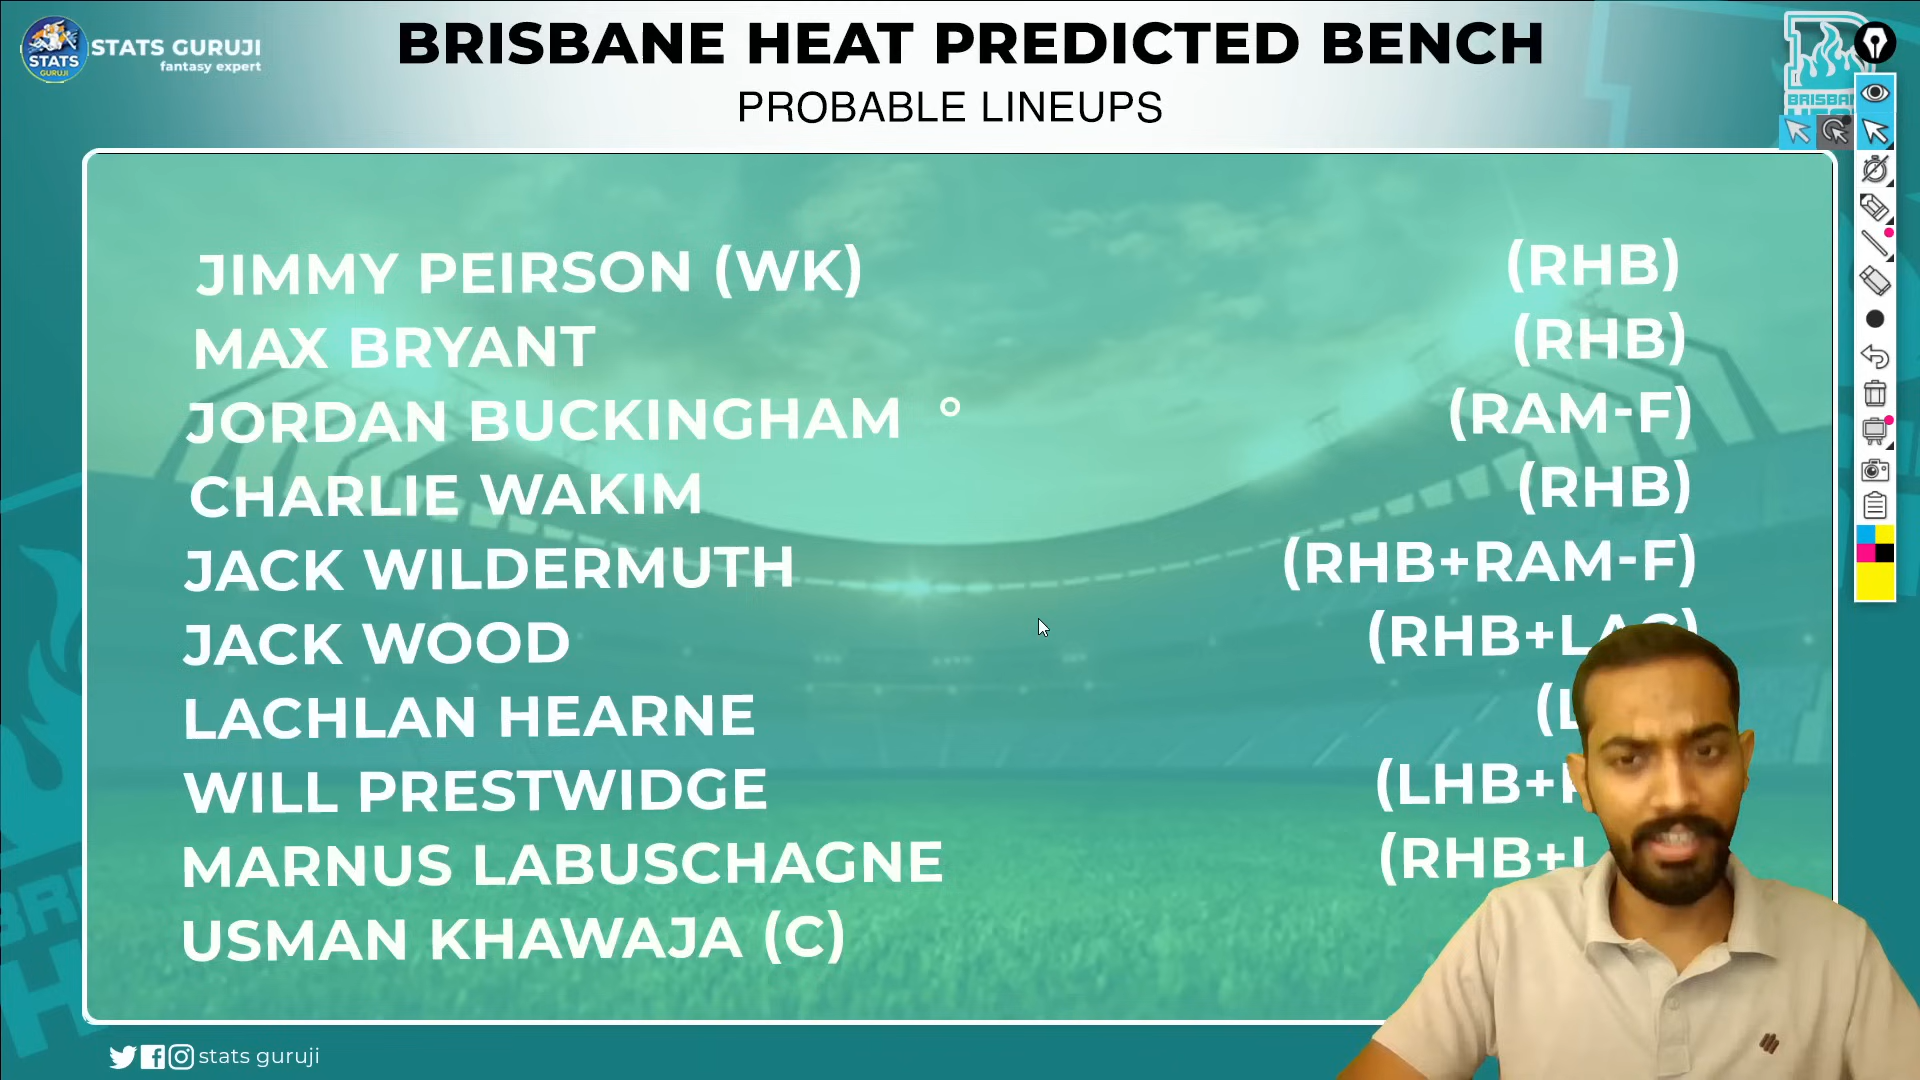 STATS GURUJI
fantasy expert
STATS
GURUJI
BRISBANE HEAT PREDICTED BENCH
PROBABLE LINEUPS
JIMMY PEIRSON (WK) (RHB)
MAX BRYANT (RHB)
JORDAN BUCKINGHAM (RAM-F)
CHARLIE WAKIM (RHB)
JACK WILDERMUTH (RHB+RAM-F)
JACK WOOD
LACHLAN HEARNE
WILL PRESTWIDGE
MARNUS LABUSCHAGNE
USMAN KHAWAJA (C)
stats guruji